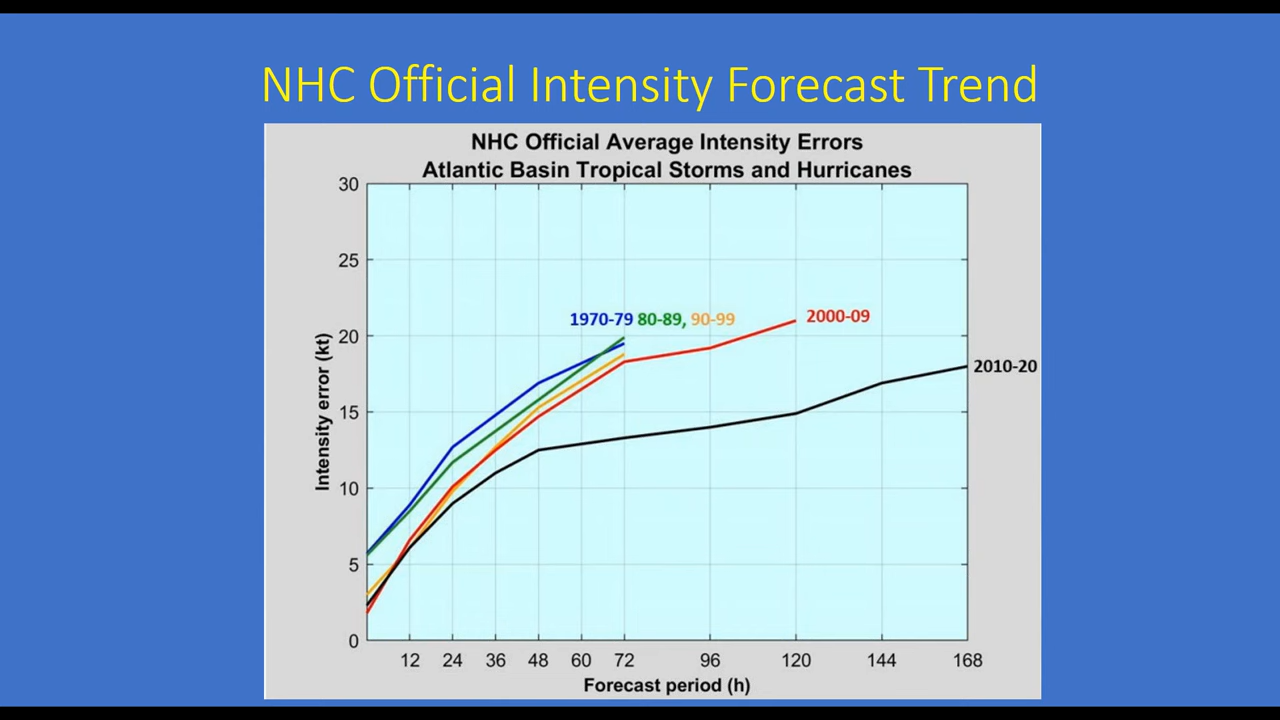 NHC Official Intensity Forecast Trend
NHC Official Average Intensity Errors
Atlantic Basin Tropical Storms and Hurricanes
30
25
20
15
10
5
0
Intensity error (kt)
1970-79 80-89, 90-99
2000-09
2010-20
12 24 36 48 60 72 96 120 144 168
Forecast period (h)